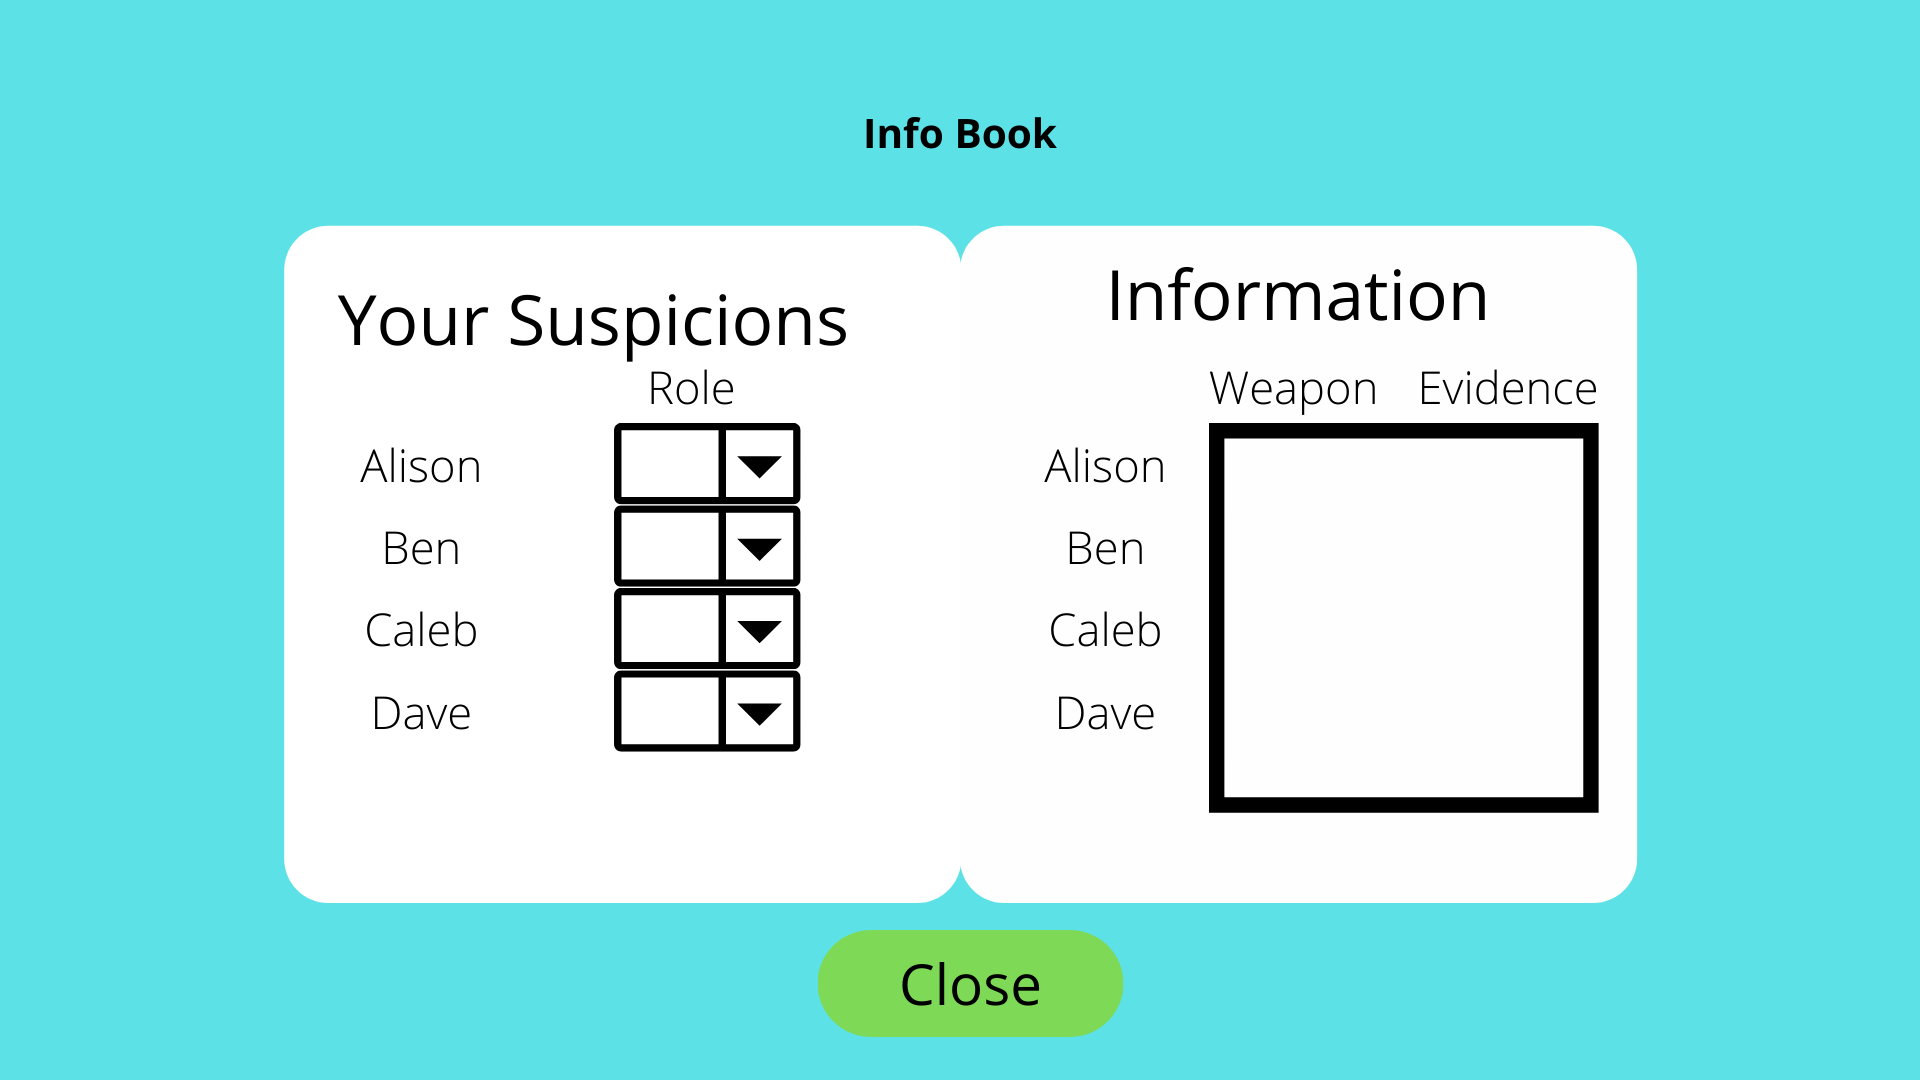 Info Book
Your Suspicions
Role
Alison
Ben
Caleb
Dave
Information
Weapon Evidence
Alison
Ben
Caleb
Dave
Close